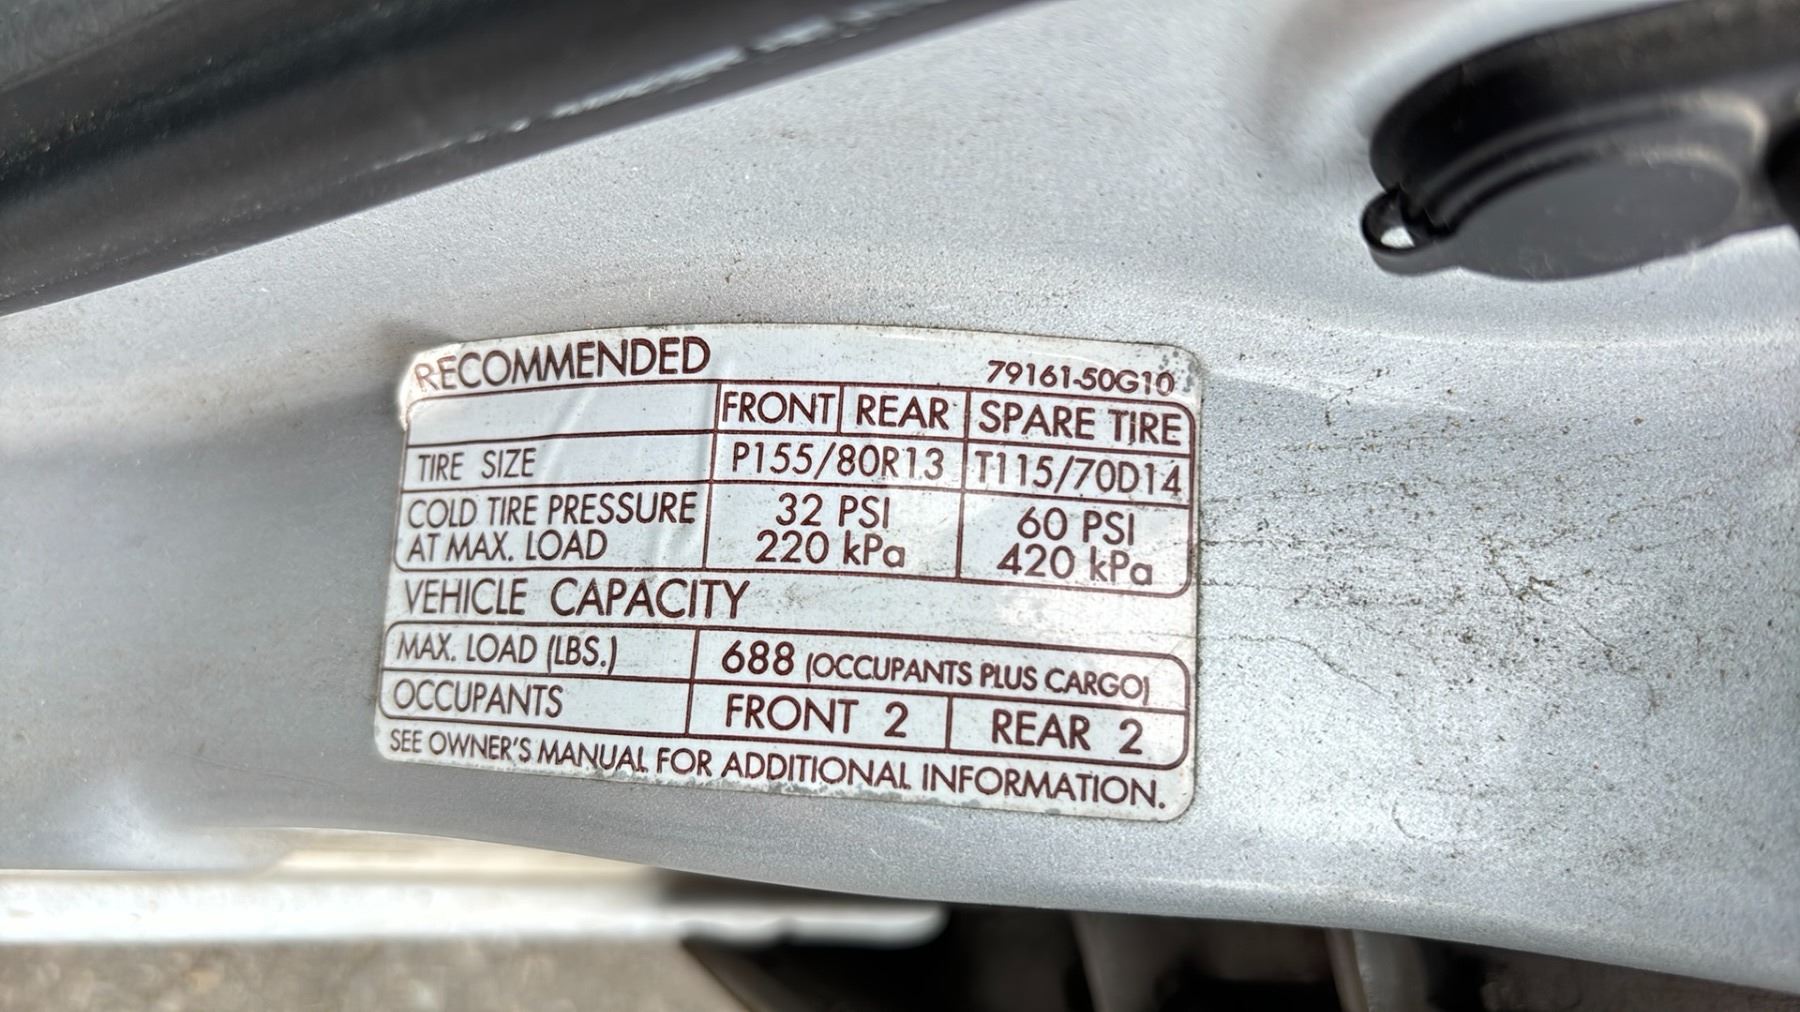 RECOMMENDED 79161-50G10
FRONT REAR SPARE TIRE
TIRE SIZE P155/80R13 T115/70D14
COLD TIRE PRESSURE AT MAX. LOAD 32 PSI 220 kPa 60 PSI 420 kPa
VEHICLE CAPACITY
MAX. LOAD (LBS.) 688 (OCCUPANTS PLUS CARGO)
OCCUPANTS FRONT 2 REAR 2
SEE OWNER'S MANUAL FOR ADDITIONAL INFORMATION.